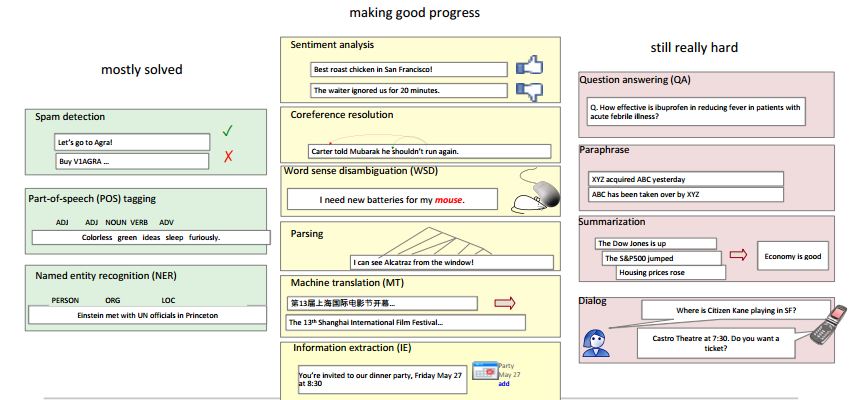 making good progress
mostly solved
still really hard
Spam detection
Let's go to Agra!
Buy V1AGRA ...
Part-of-speech (POS) tagging
ADJ ADJ NOUN VERB ADV
Colorless green ideas sleep furiously.
Named entity recognition (NER)
PERSON ORG LOC
Einstein met with UN officials in Princeton
Sentiment analysis
Best roast chicken in San Francisco!
The waiter ignored us for 20 minutes.
Coreference resolution
Carter told Mubarak he shouldn't run again.
Word sense disambiguation (WSD)
I need new batteries for my mouse.
Parsing
I can see Alcatraz from the window!
Machine translation (MT)
第13届上海国际电影节开幕...
The 13th Shanghai International Film Festival...
Information extraction (IE)
You're invited to our dinner party, Friday May 27
at 8:30
Party
May 27
add
Question answering (QA)
Q. How effective is ibuprofen in reducing fever in patients with
acute febrile illness?
Paraphrase
XYZ acquired ABC yesterday
ABC has been taken over by XYZ
Summarization
The Dow Jones is up
The S&P500 jumped
Housing prices rose
Economy is good
Dialog
Where is Citizen Kane playing in SF?
Castro Theatre at 7:30. Do you want a
ticket?